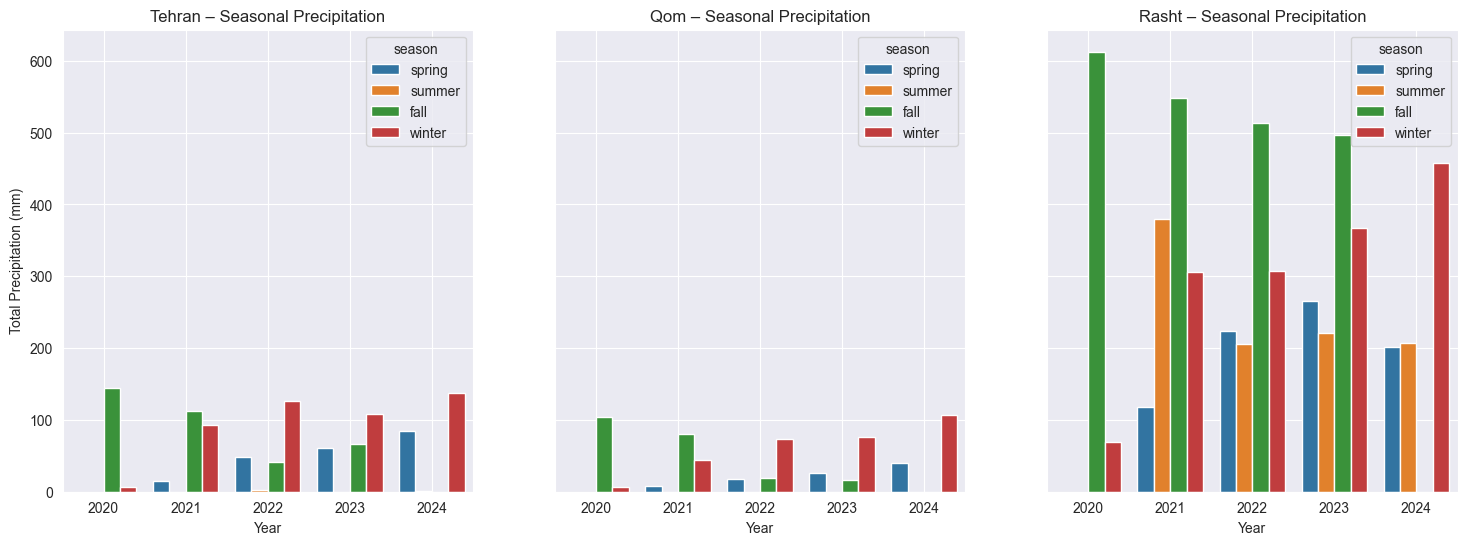 Tehran – Seasonal Precipitation
Total Precipitation (mm)
600
500
400
300
200
100
0
season
spring
summer
fall
winter
2020 2021 2022 2023 2024
Year
Qom – Seasonal Precipitation
season
spring
summer
fall
winter
2020 2021 2022 2023 2024
Year
Rasht – Seasonal Precipitation
season
spring
summer
fall
winter
2020 2021 2022 2023 2024
Year